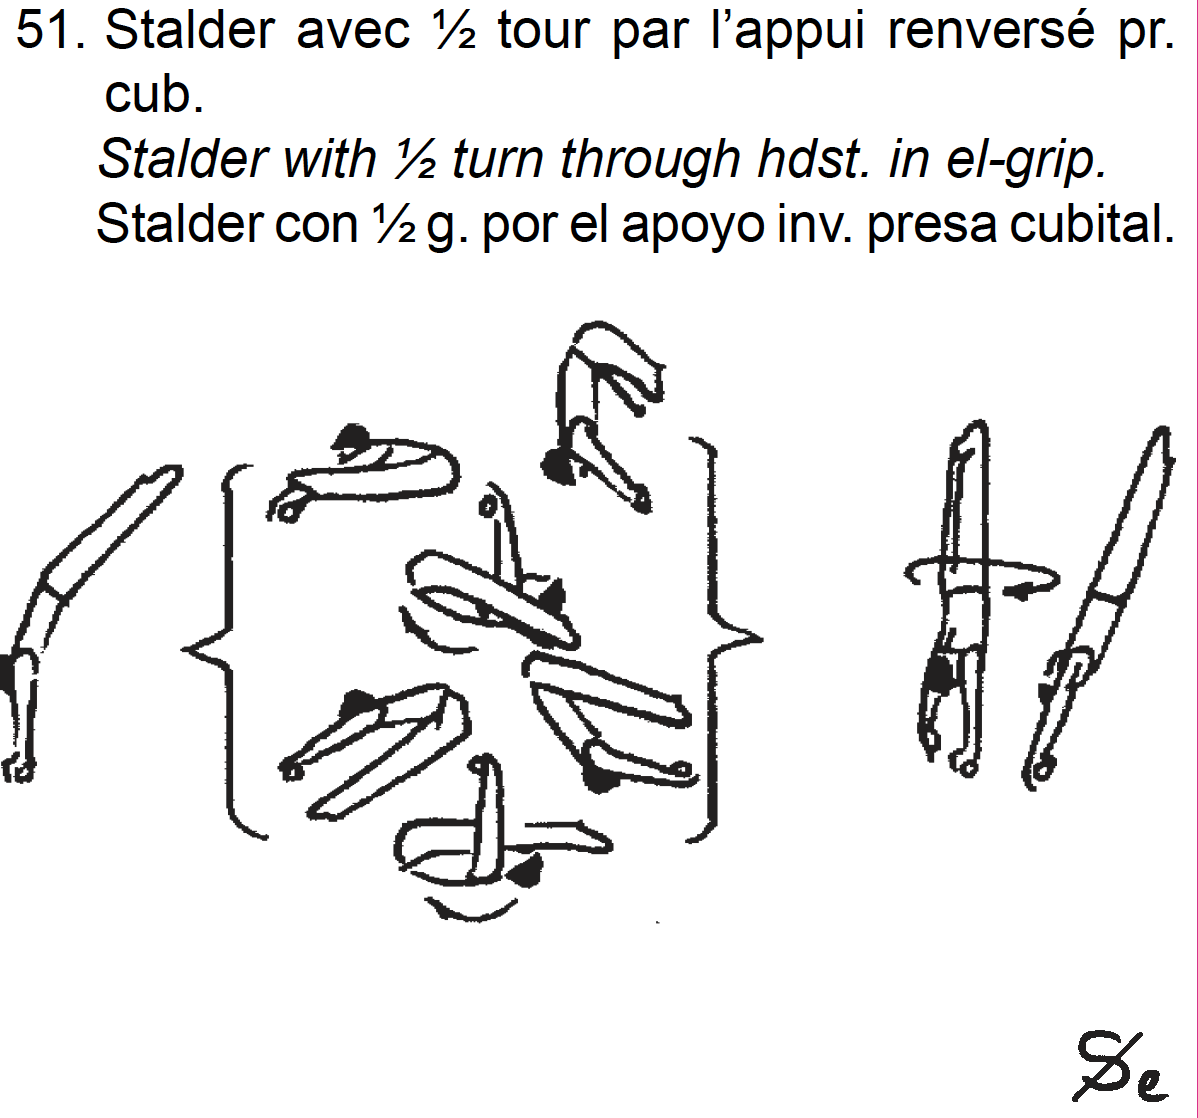 51. Stalder avec ½ tour par l’appui renversé pr.
cub.
Stalder with ½ turn through hdst. in el-grip.
Stalder con ½ g. por el apoyo inv. presa cubital.